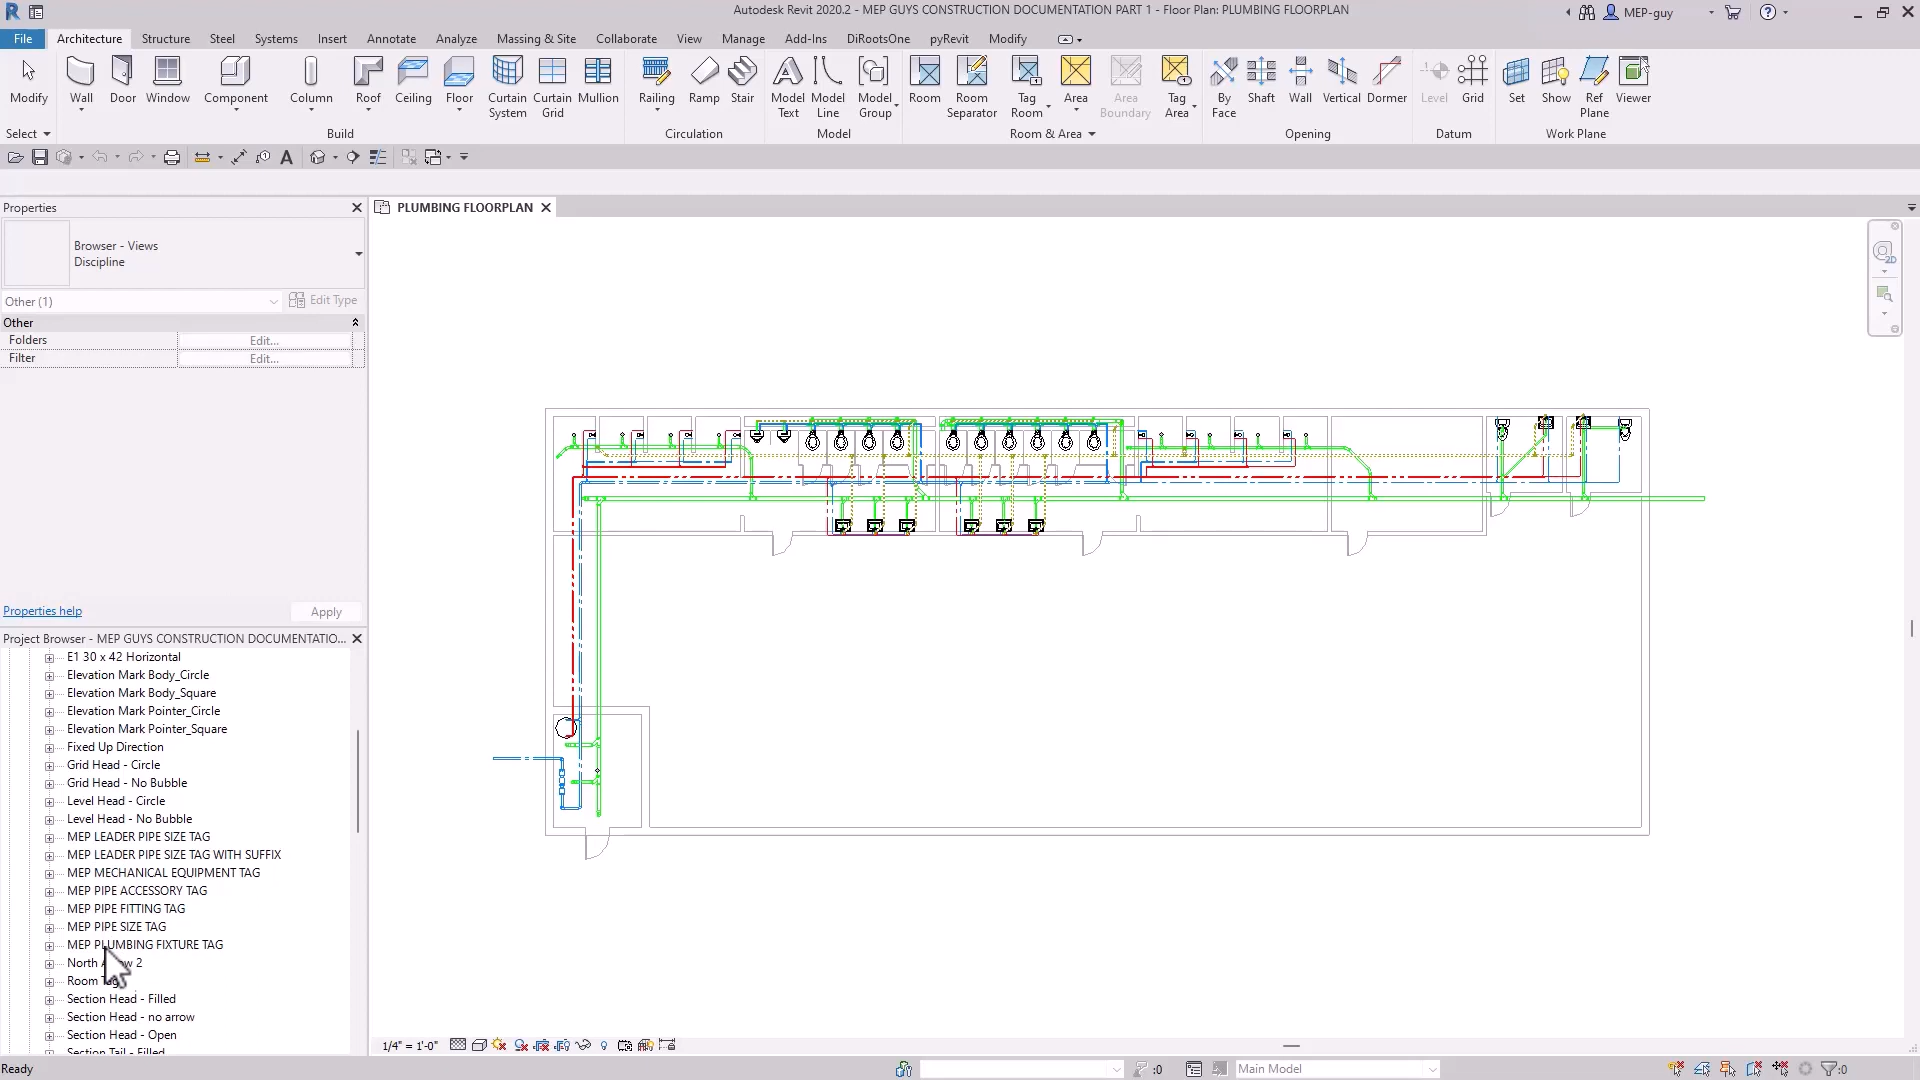 Autodesk Revit 2020.2 - MEP GUYS CONSTRUCTION DOCUMENTATION PART 1 - Floor Plan: PLUMBING FLOORPLAN
MEP-guy
File Architecture Structure Steel Systems Insert Annotate Analyze Massing & Site Collaborate View Manage Add-Ins DiRootsOne pyRevit Modify
Modify Wall Door Window Component Column Roof Ceiling Floor Curtain System Curtain Grid Mullion Railing Ramp Stair Model Text Model Line Model Group Room Room Separator Tag Room Area Area Boundary Tag Area By Face Shaft Wall Vertical Dormer Level Grid Set Show Ref Plane Viewer
Select Build Circulation Model Room & Area Opening Datum Work Plane
Properties
PLUMBING FLOORPLAN
Browser - Views
Discipline
2D
Other (1)
Edit Type
Other
Folders Edit...
Filter Edit...
Properties help
Apply
Project Browser - MEP GUYS CONSTRUCTION DOCUMENTATIO...
E1 30 x 42 Horizontal
Elevation Mark Body_Circle
Elevation Mark Body_Square
Elevation Mark Pointer_Circle
Elevation Mark Pointer_Square
Fixed Up Direction
Grid Head - Circle
Grid Head - No Bubble
Level Head - Circle
Level Head - No Bubble
MEP LEADER PIPE SIZE TAG
MEP LEADER PIPE SIZE TAG WITH SUFFIX
MEP MECHANICAL EQUIPMENT TAG
MEP PIPE ACCESSORY TAG
MEP PIPE FITTING TAG
MEP PIPE SIZE TAG
MEP PLUMBING FIXTURE TAG
North 2
Room
Section Head - Filled
Section Head - no arrow
Section Head - Open
Section Tail - Filled
1/4" = 1'-0"
Ready
:0
Main Model
:0